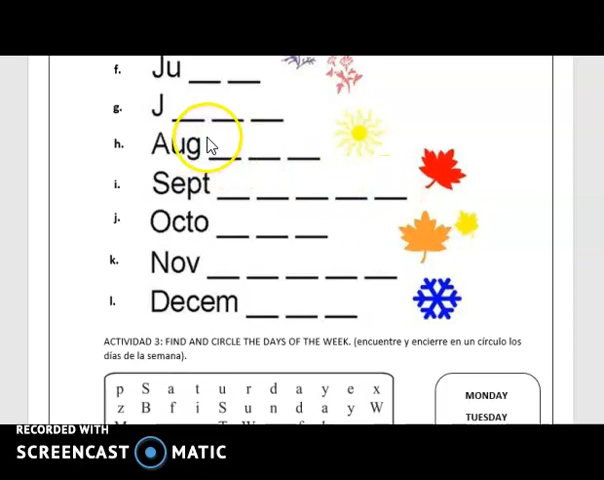 f. Ju __ __
g. J __ __ __
h. Aug __ __ __
i. Sept __ __ __ __ __
j. Octo __ __ __
k. Nov __ __ __ __ __
l. Decem __ __ __
ACTIVIDAD 3: FIND AND CIRCLE THE DAYS OF THE WEEK. (encuentre y encierre en un círculo los
días de la semana).
p S a t u r d a y e x
z B f i S u n d a y W
MONDAY
TUESDAY
RECORDED WITH
SCREENCAST MATIC